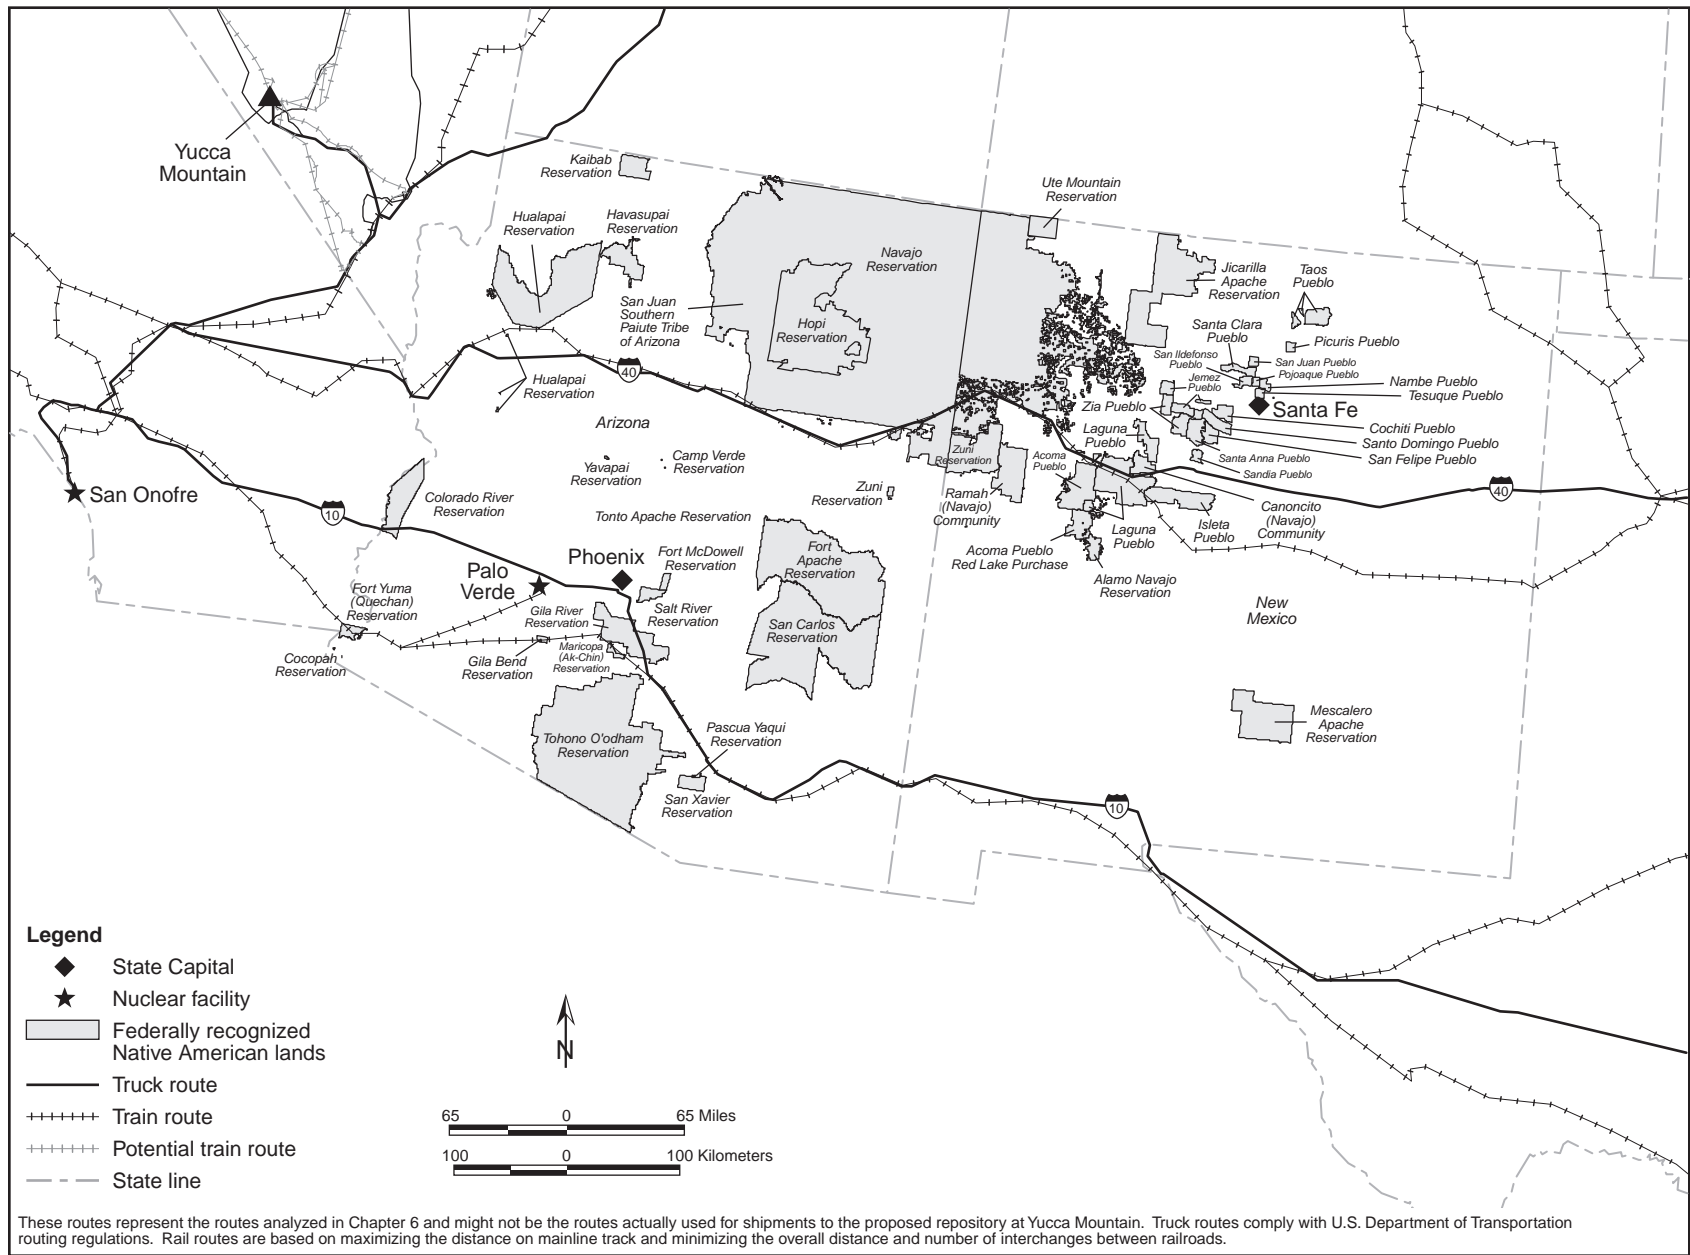 Yucca
Mountain
Kaibab
Reservation
Ute Mountain
Reservation
Hualapai
Reservation
Havasupai
Reservation
Navajo
Reservation
Jicarilla
Apache
Reservation
Taos
Pueblo
San Juan
Southern
Paiute Tribe
of Arizona
Hopi
Reservation
Santa Clara
Pueblo
Picuris Pueblo
San Ildefonso
Pueblo
San Juan Pueblo
Pojoaque Pueblo
Jemez
Pueblo
Nambe Pueblo
Tesuque Pueblo
40
Hualapai
Reservation
Zia Pueblo
Santa Fe
Arizona
Laguna
Pueblo
Cochiti Pueblo
Santo Domingo Pueblo
San Felipe Pueblo
Santa Anna Pueblo
Sandia Pueblo
Zuni
Reservation
Acoma
Pueblo
Camp Verde
Reservation
Yavapai
Reservation
San Onofre
10
Colorado River
Reservation
Zuni
Reservation
Ramah
(Navajo)
Community
40
Tonto Apache Reservation
Canoncito
(Navajo)
Community
Isleta
Pueblo
Laguna
Pueblo
Acoma Pueblo
Red Lake Purchase
Alamo Navajo
Reservation
Phoenix
Fort McDowell
Reservation
Fort
Apache
Reservation
Palo
Verde
Fort Yuma
(Quechan)
Reservation
Gila River
Reservation
Salt River
Reservation
San Carlos
Reservation
New
Mexico
Cocopah
Reservation
Gila Bend
Reservation
Maricopa
(Ak-Chin)
Reservation
Mescalero
Apache
Reservation
Tohono O'odham
Reservation
Pascua Yaqui
Reservation
San Xavier
Reservation
10
Legend
State Capital
Nuclear facility
Federally recognized
Native American lands
Truck route
Train route
Potential train route
State line
N
65 0 65 Miles
100 0 100 Kilometers
These routes represent the routes analyzed in Chapter 6 and might not be the routes actually used for shipments to the proposed repository at Yucca Mountain. Truck routes comply with U.S. Department of Transportation
routing regulations. Rail routes are based on maximizing the distance on mainline track and minimizing the overall distance and number of interchanges between railroads.